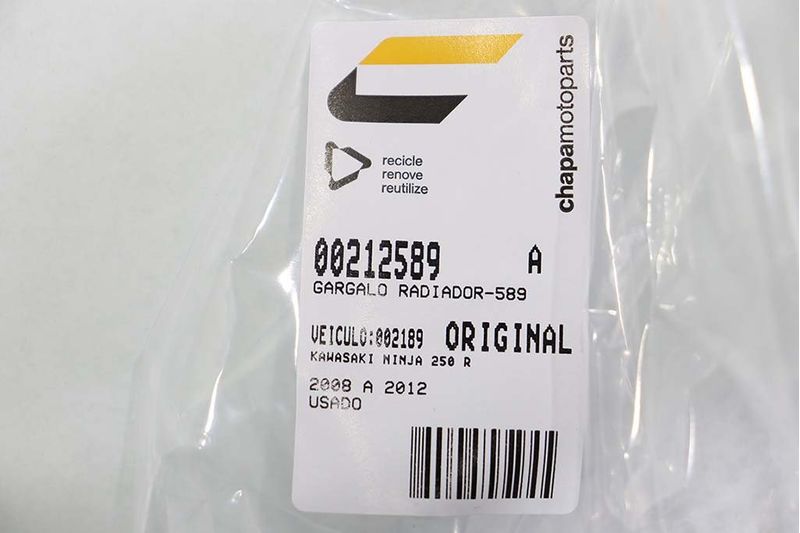 chapamotoparts
recicle
renove
reutilize
00212589 A
GARGALO RADIADOR-589
VEICULO:002189 ORIGINAL
KAWASAKI NINJA 250 R
2008 A 2012
USADO